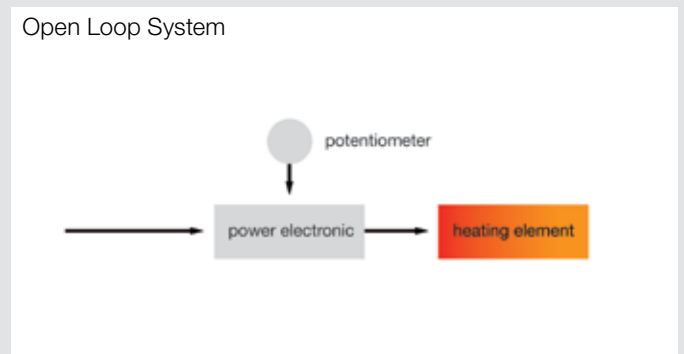 Open Loop System
potentiometer
power electronic
heating element